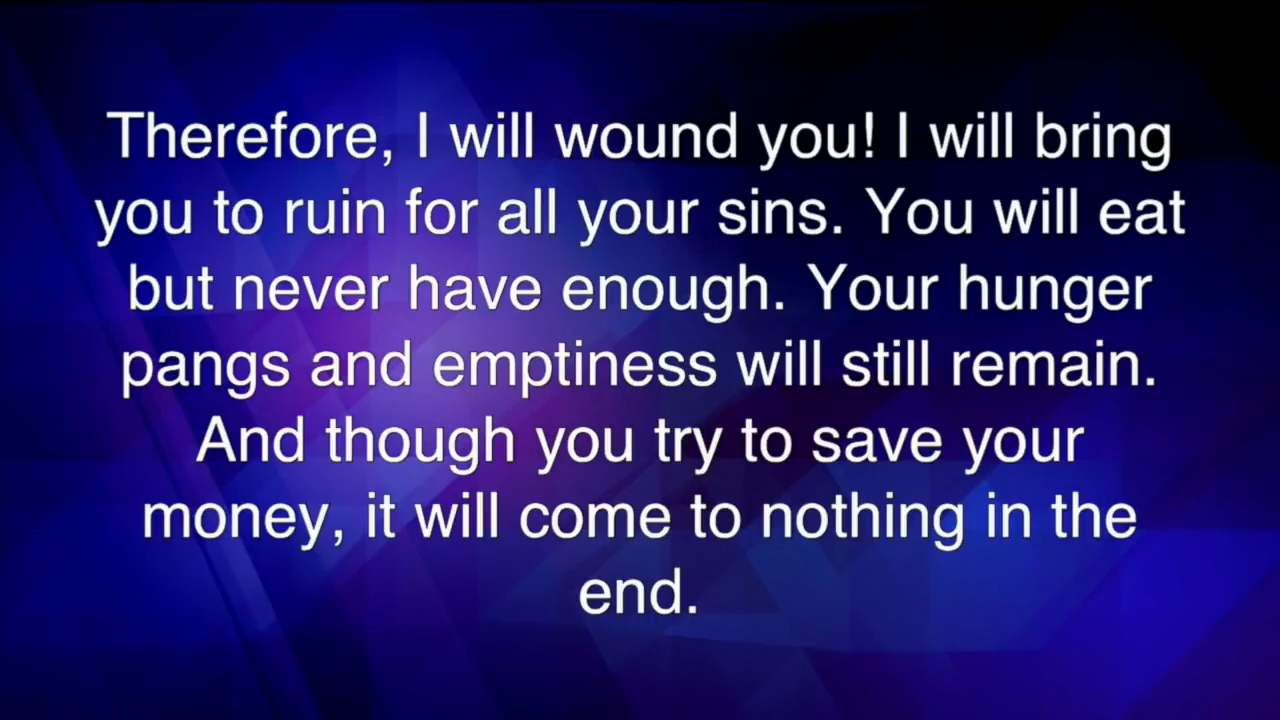 Therefore, I will wound you! I will bring
you to ruin for all your sins. You will eat
but never have enough. Your hunger
pangs and emptiness will still remain.
And though you try to save your
money, it will come to nothing in the
end.